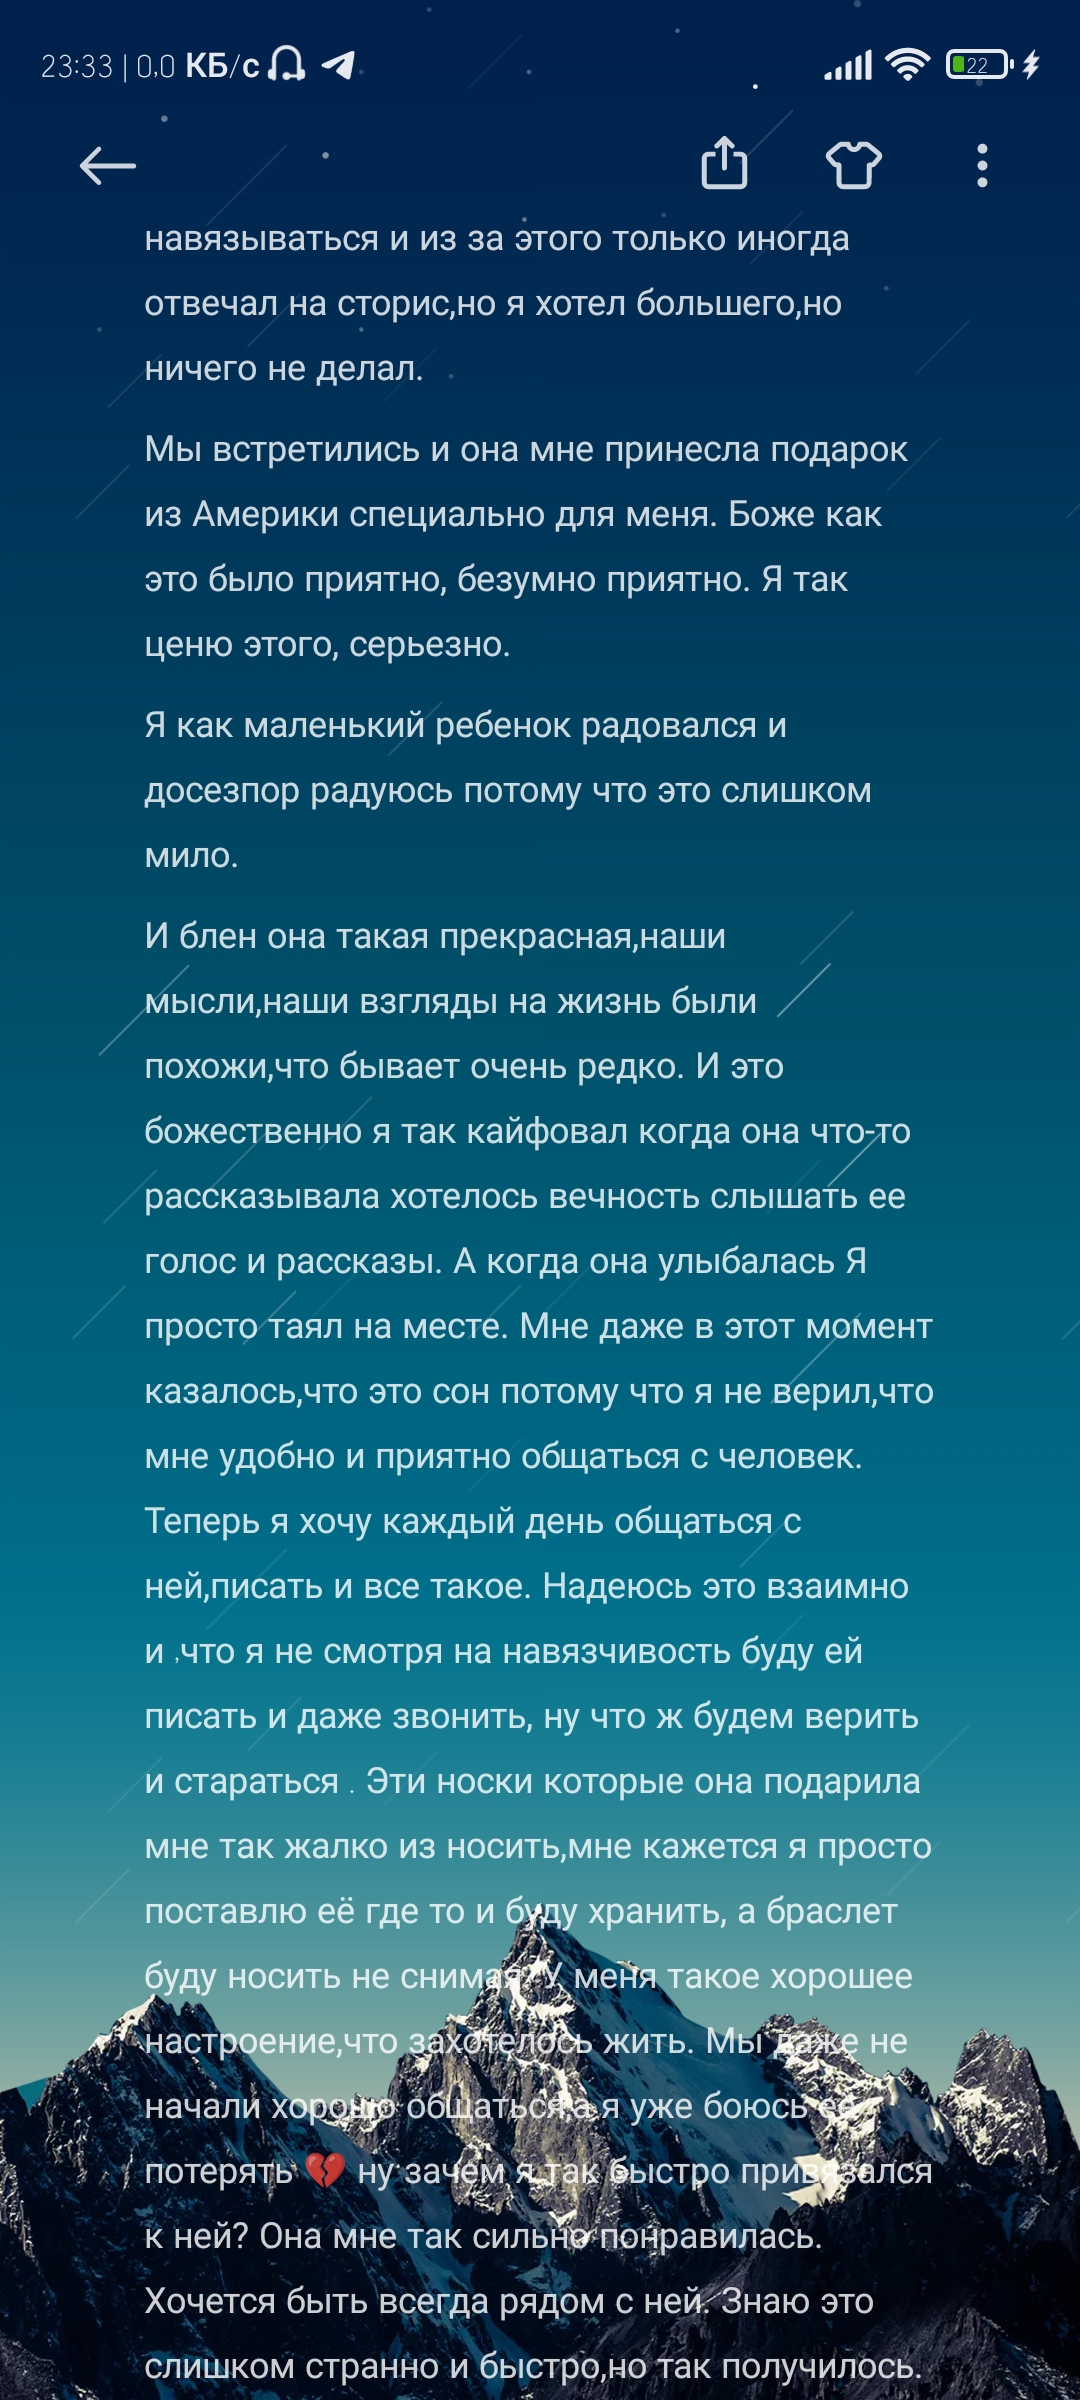 23:33 | 0,0 КБ/с
22
навязываться и из за этого только иногда
отвечал на сторис,но я хотел большего,но
ничего не делал.
Мы встретились и она мне принесла подарок
из Америки специально для меня. Боже как
это было приятно, безумно приятно. Я так
ценю этого, серьезно.
Я как маленький ребенок радовался и
досезпор радуюсь потому что это слишком
мило.
И блен она такая прекрасная,наши
мысли,наши взгляды на жизнь были
похожи,что бывает очень редко. И это
божественно я так кайфовал когда она что-то
рассказывала хотелось вечность слышать ее
голос и рассказы. А когда она улыбалась Я
просто таял на месте. Мне даже в этот момент
казалось,что это сон потому что я не верил,что
мне удобно и приятно общаться с человек.
Теперь я хочу каждый день общаться с
ней,писать и все такое. Надеюсь это взаимно
и ,что я не смотря на навязчивость буду ей
писать и даже звонить, ну что ж будем верить
и стараться . Эти носки которые она подарила
мне так жалко из носить,мне кажется я просто
поставлю её где то и буду хранить, а браслет
буду носить не снимая. У меня такое хорошее
настроение,что захотелось жить. Мы даже не
начали хорошо общаться,а я уже боюсь её
потерять 💔 ну зачем я так быстро привязался
к ней? Она мне так сильно понравилась.
Хочется быть всегда рядом с ней. Знаю это
слишком странно и быстро,но так получилось.